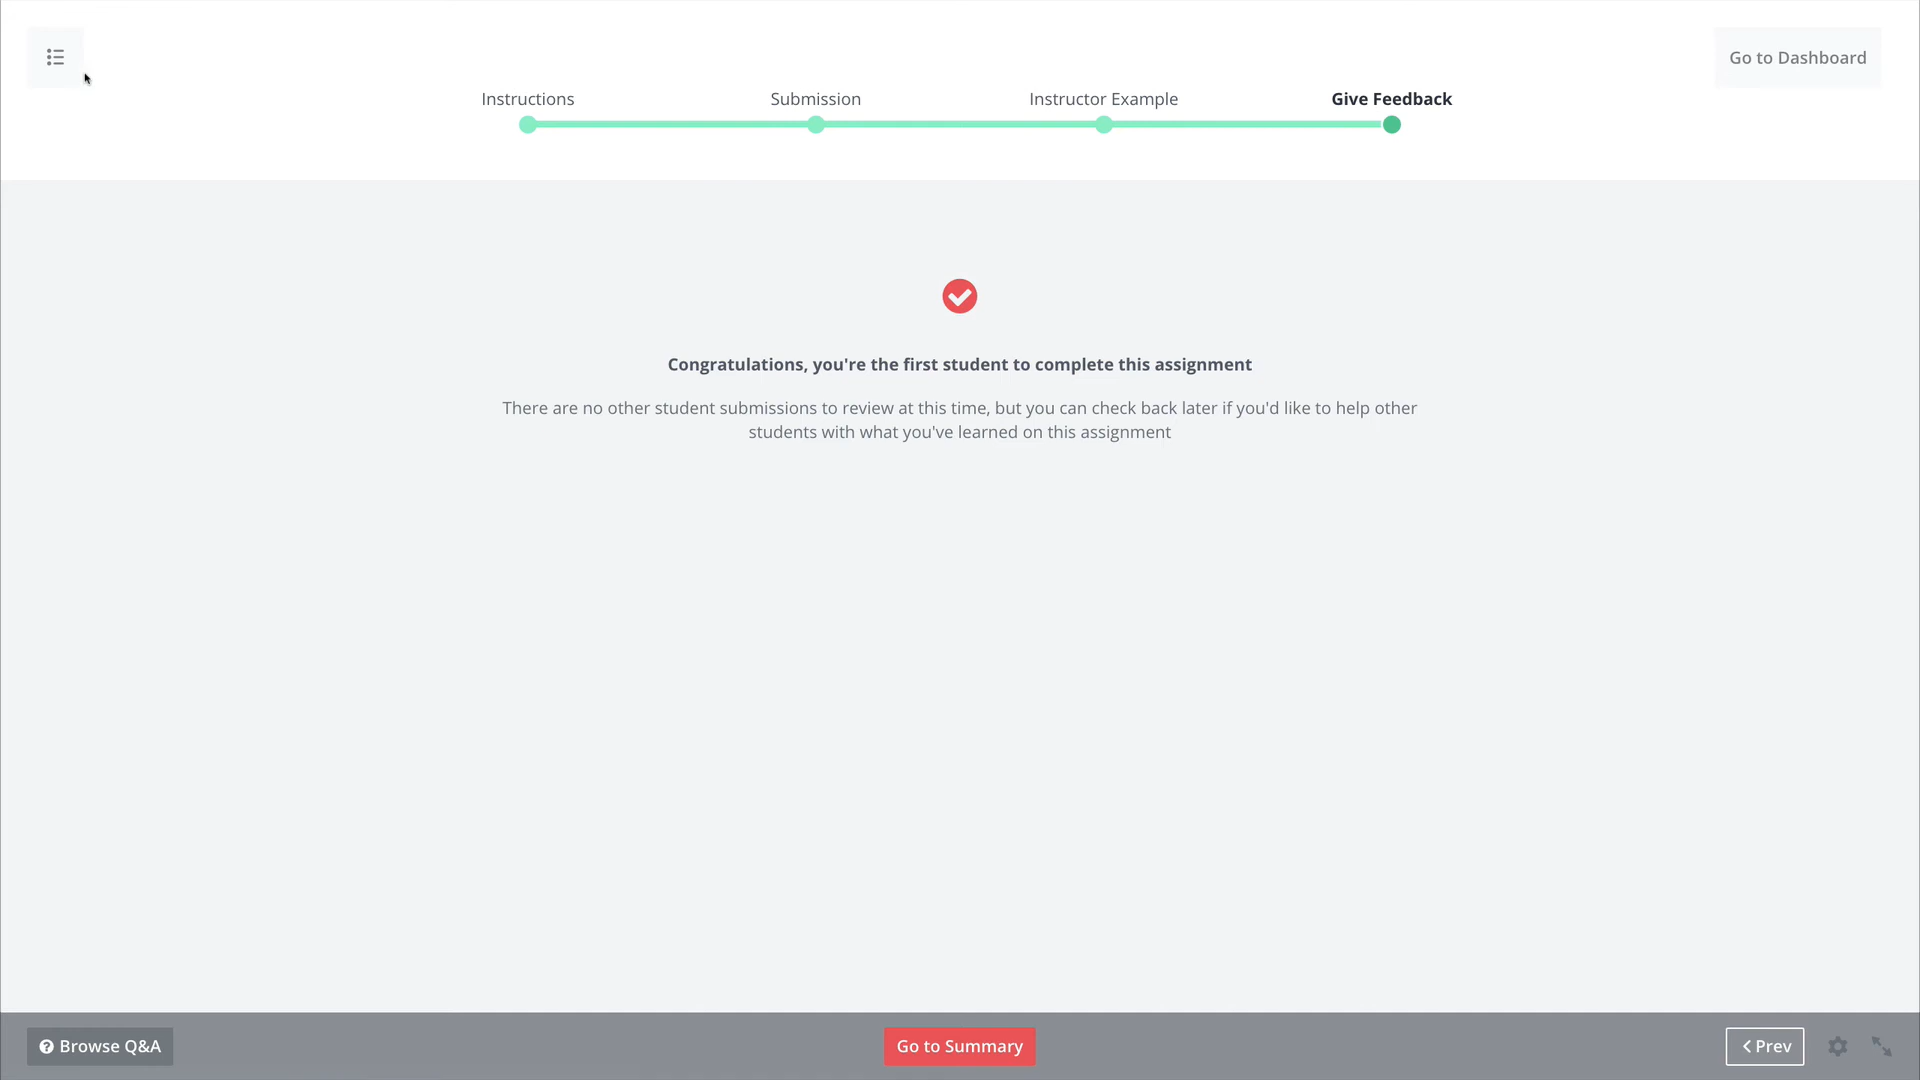 Go to Dashboard
Instructions
Submission
Instructor Example
Give Feedback
Congratulations, you're the first student to complete this assignment
There are no other student submissions to review at this time, but you can check back later if you'd like to help other
students with what you've learned on this assignment
Browse Q&A
Go to Summary
Prev